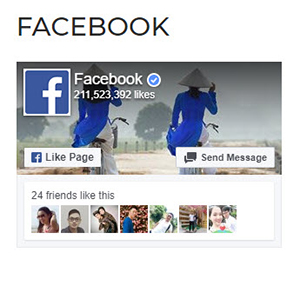 FACEBOOK
Facebook
211,523,392 likes
Like Page
Send Message
24 friends like this